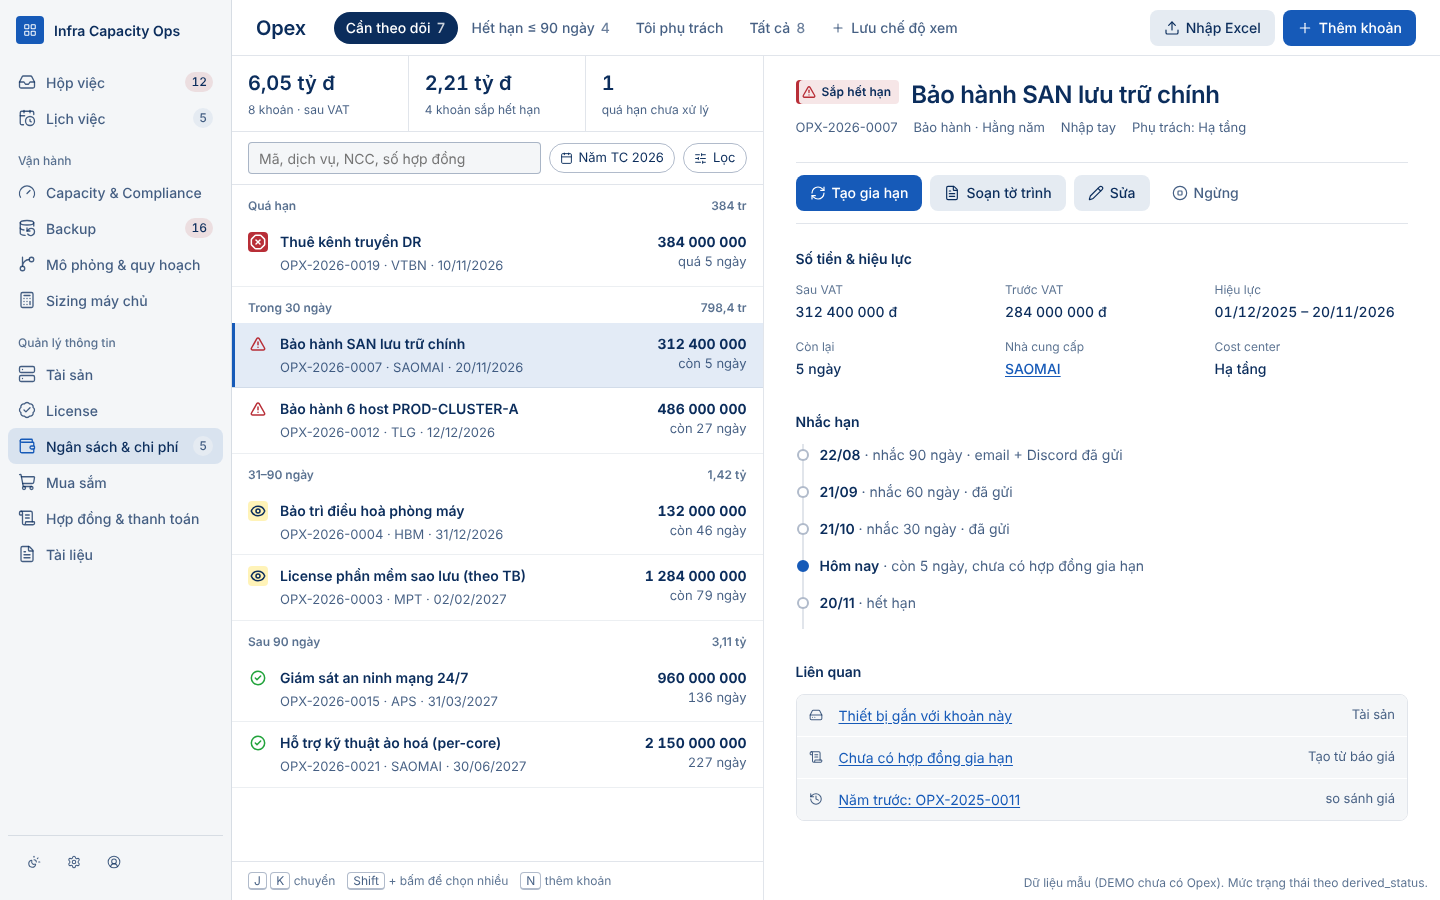 Infra Capacity Ops
Hộp việc 12
Lịch việc 5
Vận hành
Capacity & Compliance
Backup 16
Mô phỏng & quy hoạch
Sizing máy chủ
Quản lý thông tin
Tài sản
License
Ngân sách & chi phí 5
Mua sắm
Hợp đồng & thanh toán
Tài liệu
Opex
Cần theo dõi 7
Hết hạn ≤ 90 ngày 4
Tôi phụ trách
Tất cả 8
+ Lưu chế độ xem
Nhập Excel
+ Thêm khoản
6,05 tỷ đ
8 khoản · sau VAT
2,21 tỷ đ
4 khoản sắp hết hạn
1
quá hạn chưa xử lý
Mã, dịch vụ, NCC, số hợp đồng
Năm TC 2026
Lọc
Quá hạn 384 tr
Thuê kênh truyền DR 384 000 000
OPX-2026-0019 · VTBN · 10/11/2026 quá 5 ngày
Trong 30 ngày 798,4 tr
Bảo hành SAN lưu trữ chính 312 400 000
OPX-2026-0007 · SAOMAI · 20/11/2026 còn 5 ngày
Bảo hành 6 host PROD-CLUSTER-A 486 000 000
OPX-2026-0012 · TLG · 12/12/2026 còn 27 ngày
31–90 ngày 1,42 tỷ
Bảo trì điều hoà phòng máy 132 000 000
OPX-2026-0004 · HBM · 31/12/2026 còn 46 ngày
License phần mềm sao lưu (theo TB) 1 284 000 000
OPX-2026-0003 · MPT · 02/02/2027 còn 79 ngày
Sau 90 ngày 3,11 tỷ
Giám sát an ninh mạng 24/7 960 000 000
OPX-2026-0015 · APS · 31/03/2027 136 ngày
Hỗ trợ kỹ thuật ảo hoá (per-core) 2 150 000 000
OPX-2026-0021 · SAOMAI · 30/06/2027 227 ngày
J K chuyển Shift + bấm để chọn nhiều N thêm khoản
Sắp hết hạn Bảo hành SAN lưu trữ chính
OPX-2026-0007 Bảo hành · Hằng năm Nhập tay Phụ trách: Hạ tầng
Tạo gia hạn
Soạn tờ trình
Sửa
Ngừng
Số tiền & hiệu lực
Sau VAT Trước VAT Hiệu lực
312 400 000 đ 284 000 000 đ 01/12/2025 – 20/11/2026
Còn lại Nhà cung cấp Cost center
5 ngày SAOMAI Hạ tầng
Nhắc hạn
22/08 · nhắc 90 ngày · email + Discord đã gửi
21/09 · nhắc 60 ngày · đã gửi
21/10 · nhắc 30 ngày · đã gửi
Hôm nay · còn 5 ngày, chưa có hợp đồng gia hạn
20/11 · hết hạn
Liên quan
Thiết bị gắn với khoản này Tài sản
Chưa có hợp đồng gia hạn Tạo từ báo giá
Năm trước: OPX-2025-0011 so sánh giá
Dữ liệu mẫu (DEMO chưa có Opex). Mức trạng thái theo derived_status.